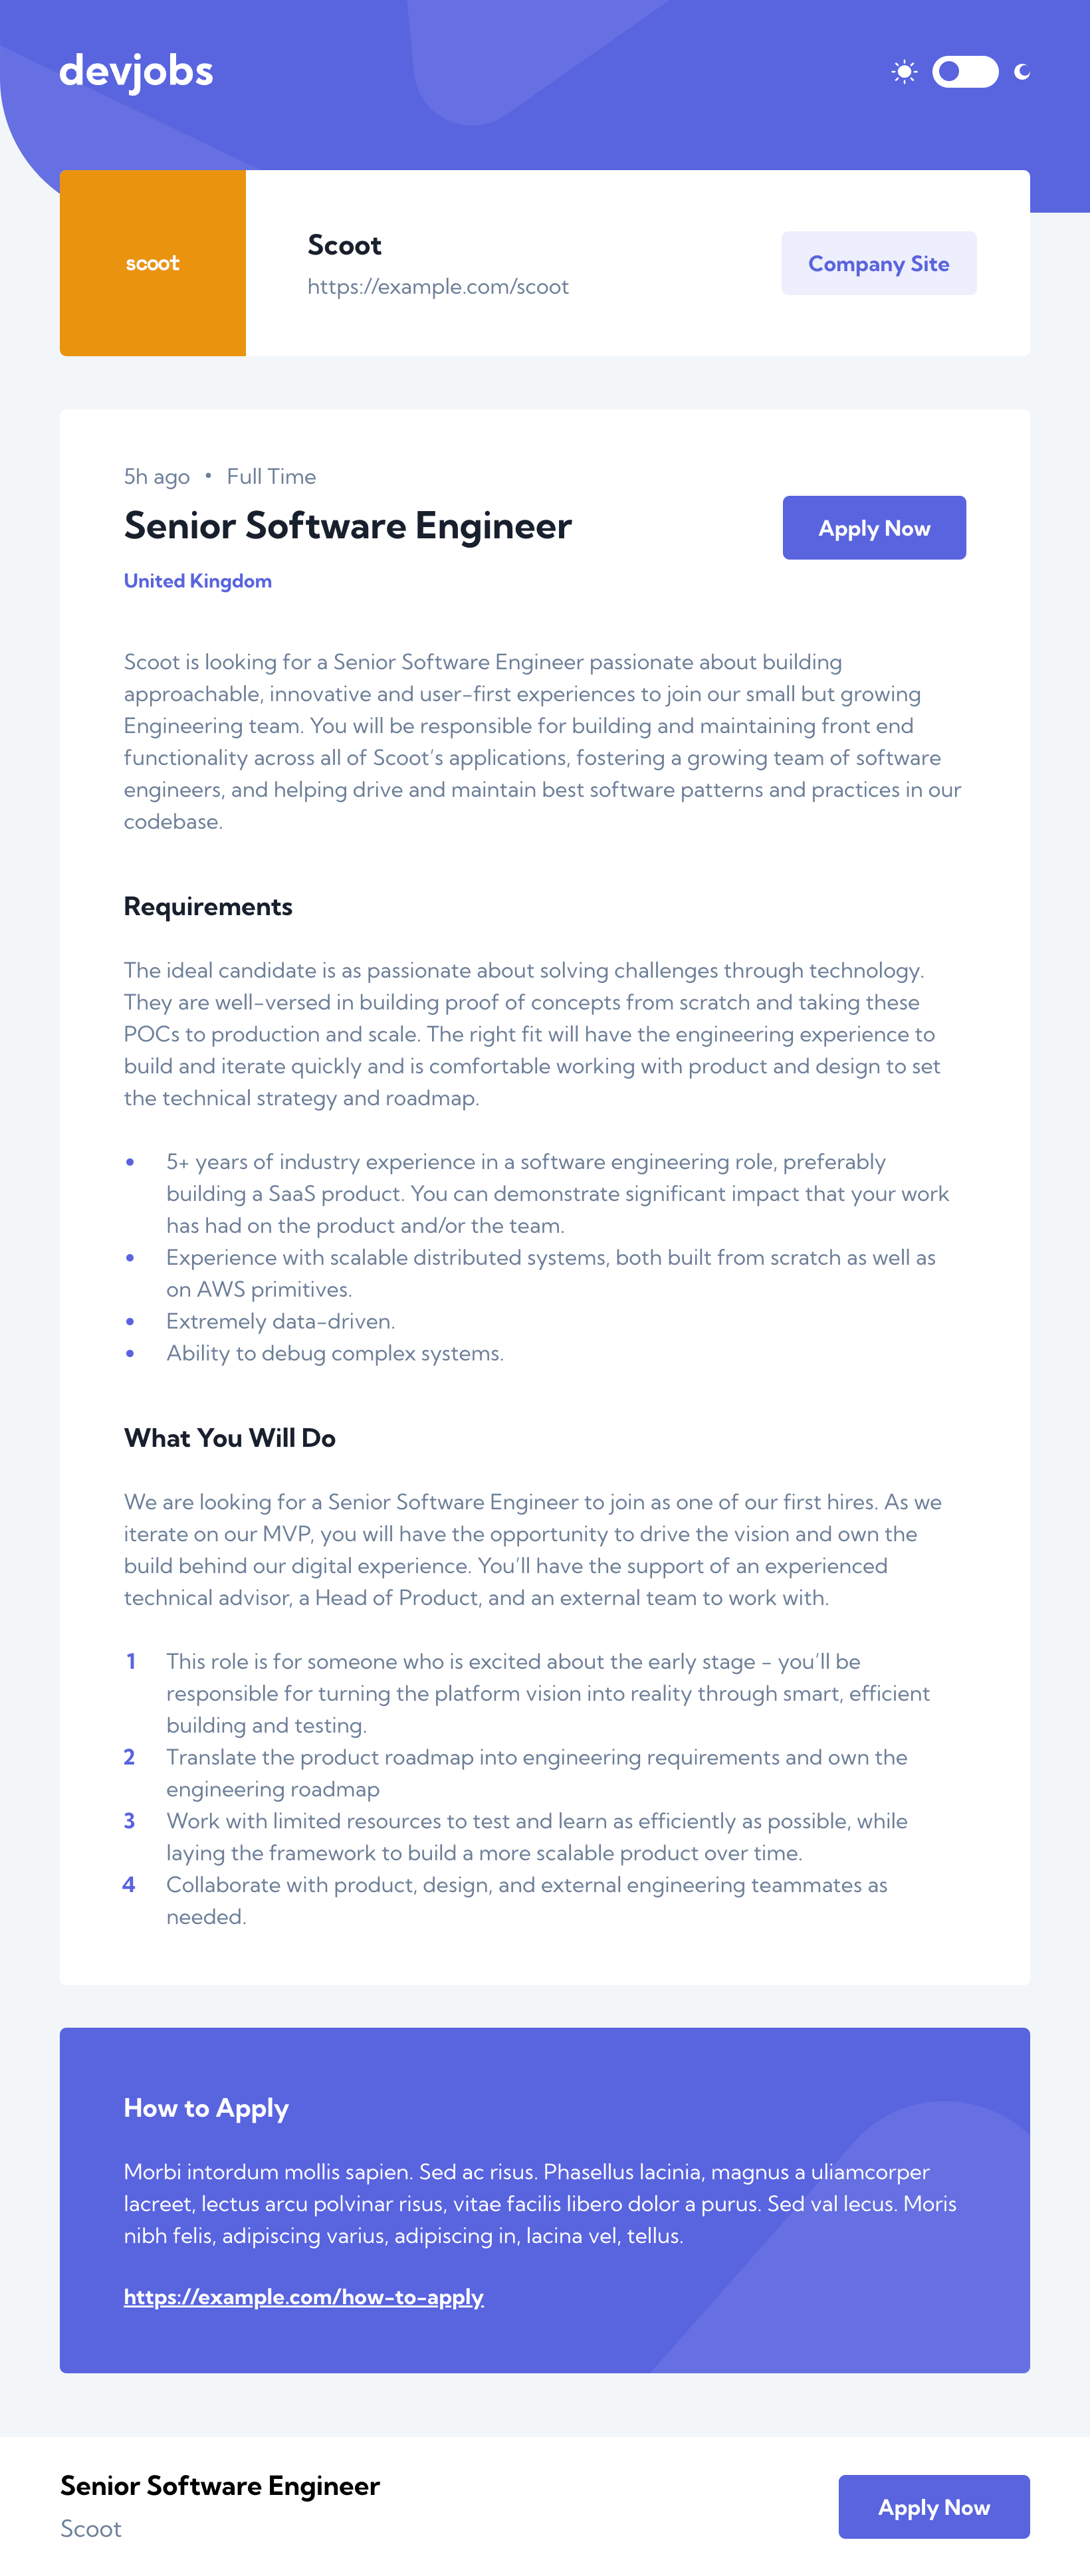 devjobs
scoot
Scoot
https://example.com/scoot
Company Site
5h ago • Full Time
Senior Software Engineer
United Kingdom
Apply Now
Scoot is looking for a Senior Software Engineer passionate about building
approachable, innovative and user-first experiences to join our small but growing
Engineering team. You will be responsible for building and maintaining front end
functionality across all of Scoot’s applications, fostering a growing team of software
engineers, and helping drive and maintain best software patterns and practices in our
codebase.
Requirements
The ideal candidate is as passionate about solving challenges through technology.
They are well-versed in building proof of concepts from scratch and taking these
POCs to production and scale. The right fit will have the engineering experience to
build and iterate quickly and is comfortable working with product and design to set
the technical strategy and roadmap.
• 5+ years of industry experience in a software engineering role, preferably
building a SaaS product. You can demonstrate significant impact that your work
has had on the product and/or the team.
• Experience with scalable distributed systems, both built from scratch as well as
on AWS primitives.
• Extremely data-driven.
• Ability to debug complex systems.
What You Will Do
We are looking for a Senior Software Engineer to join as one of our first hires. As we
iterate on our MVP, you will have the opportunity to drive the vision and own the
build behind our digital experience. You’ll have the support of an experienced
technical advisor, a Head of Product, and an external team to work with.
1 This role is for someone who is excited about the early stage - you’ll be
responsible for turning the platform vision into reality through smart, efficient
building and testing.
2 Translate the product roadmap into engineering requirements and own the
engineering roadmap
3 Work with limited resources to test and learn as efficiently as possible, while
laying the framework to build a more scalable product over time.
4 Collaborate with product, design, and external engineering teammates as
needed.
How to Apply
Morbi intordum mollis sapien. Sed ac risus. Phasellus lacinia, magnus a uliamcorper
lacreet, lectus arcu polvinar risus, vitae facilis libero dolor a purus. Sed val lecus. Moris
nibh felis, adipiscing varius, adipiscing in, lacina vel, tellus.
https://example.com/how-to-apply
Senior Software Engineer
Scoot
Apply Now